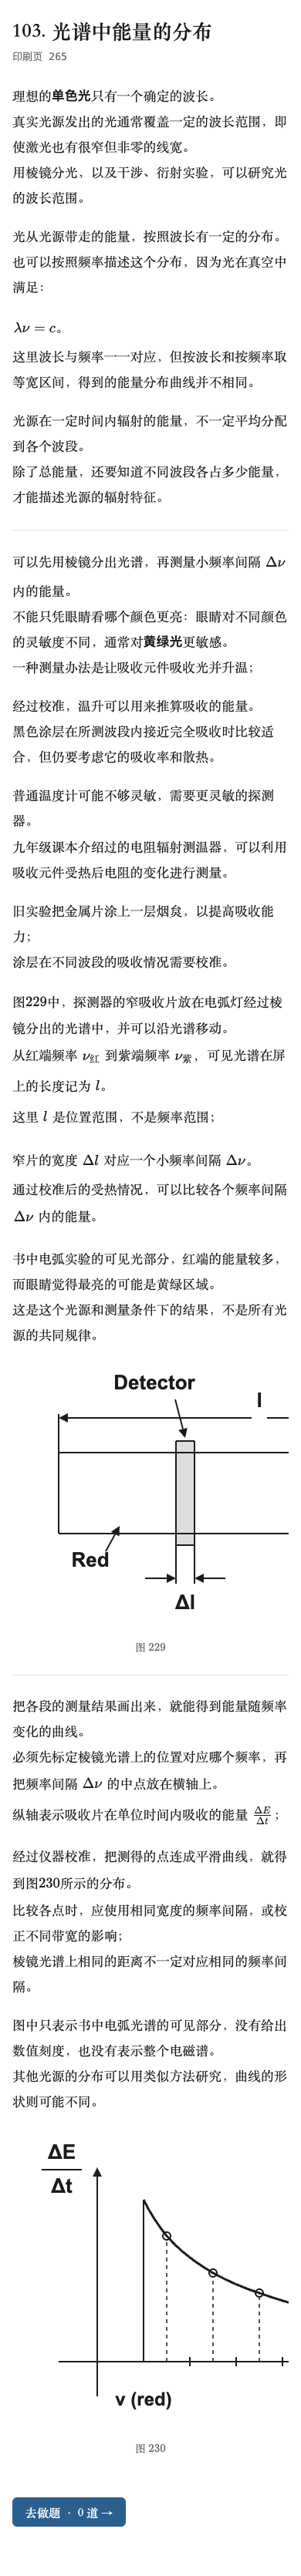 103. 光谱中能量的分布
印刷页 265
理想的单色光只有一个确定的波长。
真实光源发出的光通常覆盖一定的波长范围，即
使激光也有很窄但非零的线宽。
用棱镜分光，以及干涉、衍射实验，可以研究光
的波长范围。
光从光源带走的能量，按照波长有一定的分布。
也可以按照频率描述这个分布，因为光在真空中
满足：
λν = c。
这里波长与频率一一对应，但按波长和按频率取
等宽区间，得到的能量分布曲线并不相同。
光源在一定时间内辐射的能量，不一定平均分配
到各个波段。
除了总能量，还要知道不同波段各占多少能量，
才能描述光源的辐射特征。
可以先用棱镜分出光谱，再测量小频率间隔 Δν
内的能量。
不能只凭眼睛看哪个颜色更亮：眼睛对不同颜色
的灵敏度不同，通常对黄绿光更敏感。
一种测量办法是让吸收元件吸收光并升温；
经过校准，温升可以用来推算吸收的能量。
黑色涂层在所测波段内接近完全吸收时比较适
合，但仍要考虑它的吸收率和散热。
普通温度计可能不够灵敏，需要更灵敏的探测
器。
九年级课本介绍过的电阻辐射测温器，可以利用
吸收元件受热后电阻的变化进行测量。
旧实验把金属片涂上一层烟炱，以提高吸收能
力；
涂层在不同波段的吸收情况需要校准。
图229中，探测器的窄吸收片放在电弧灯经过棱
镜分出的光谱中，并可以沿光谱移动。
从红端频率 ν红 到紫端频率 ν紫，可见光谱在屏
上的长度记为 l。
这里 l 是位置范围，不是频率范围；
窄片的宽度 Δl 对应一个小频率间隔 Δν。
通过校准后的受热情况，可以比较各个频率间隔
Δν 内的能量。
书中电弧实验的可见光部分，红端的能量较多，
而眼睛觉得最亮的可能是黄绿区域。
这是这个光源和测量条件下的结果，不是所有光
源的共同规律。
Detector
l
Red
Δl
图 229
把各段的测量结果画出来，就能得到能量随频率
变化的曲线。
必须先标定棱镜光谱上的位置对应哪个频率，再
把频率间隔 Δν 的中点放在横轴上。
纵轴表示吸收片在单位时间内吸收的能量 ΔE/Δt；
经过仪器校准，把测得的点连成平滑曲线，就得
到图230所示的分布。
比较各点时，应使用相同宽度的频率间隔，或校
正不同带宽的影响；
棱镜光谱上相同的距离不一定对应相同的频率间
隔。
图中只表示书中电弧光谱的可见部分，没有给出
数值刻度，也没有表示整个电磁谱。
其他光源的分布可以用类似方法研究，曲线的形
状则可能不同。
ΔE
Δt
v (red)
图 230
去做题 · 0 道 →